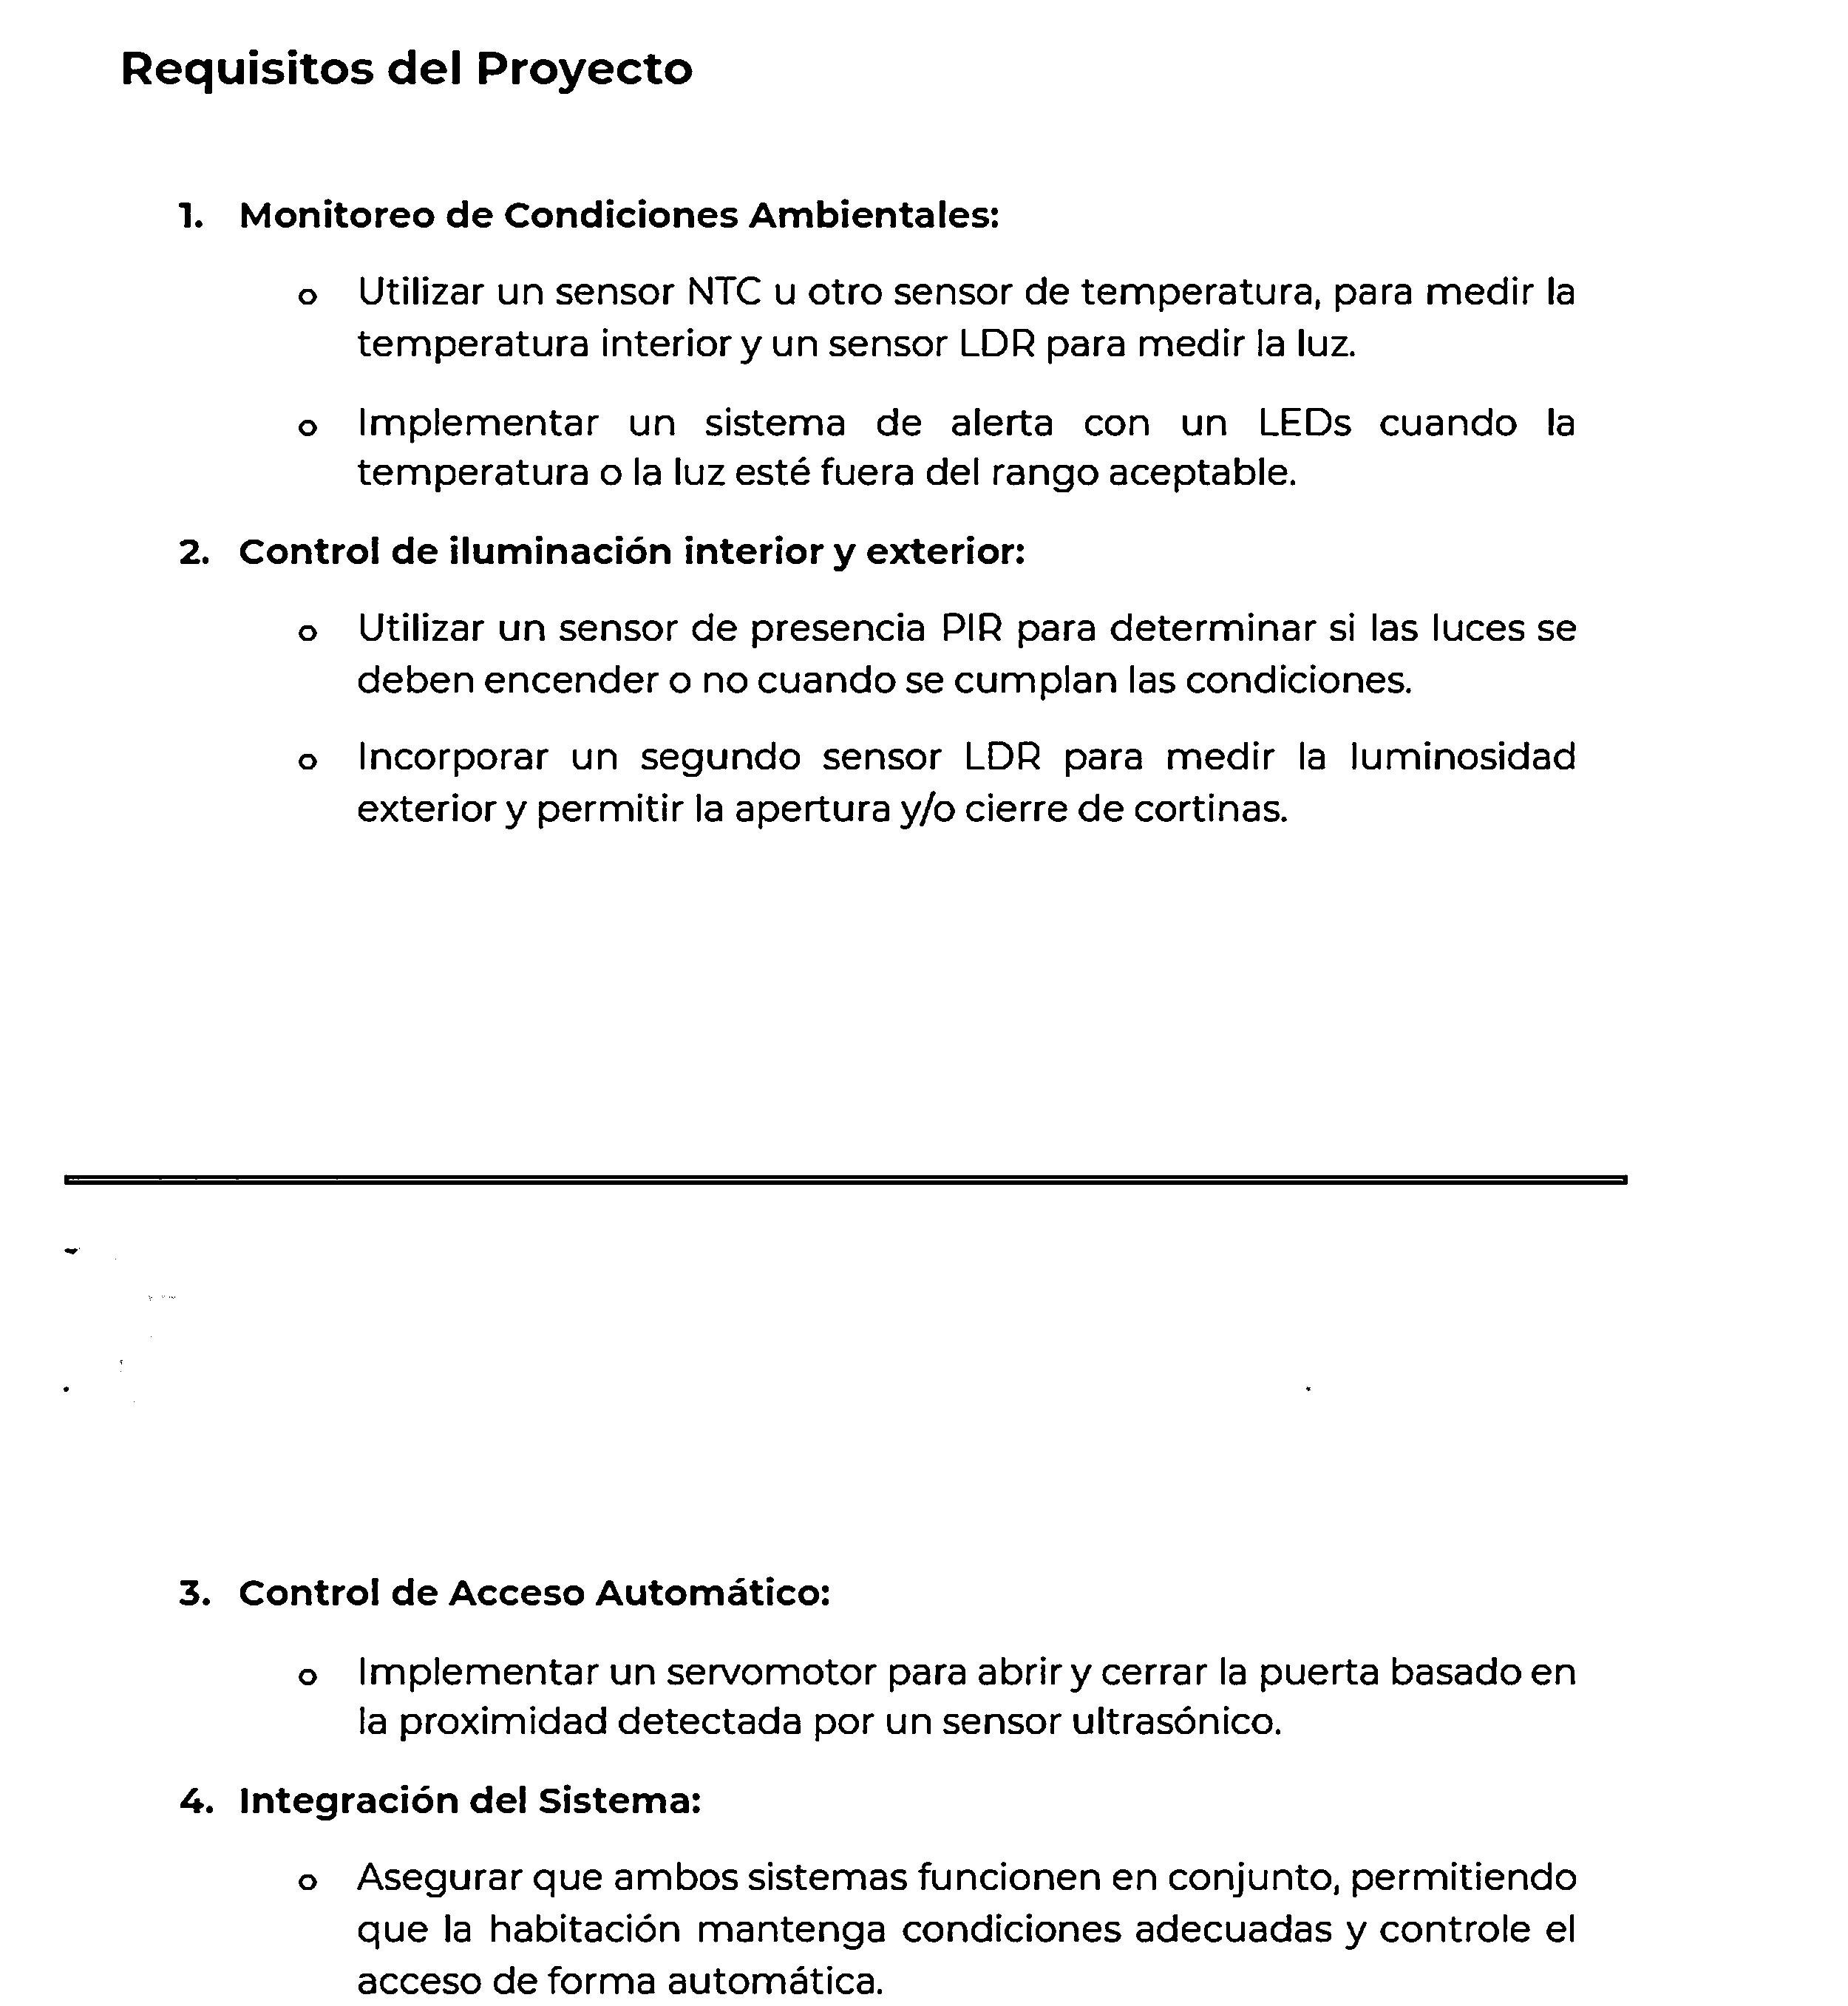 Requisitos del Proyecto
1. Monitoreo de Condiciones Ambientales:
o Utilizar un sensor NTC u otro sensor de temperatura, para medir la
temperatura interior y un sensor LDR para medir la luz.
o Implementar un sistema de alerta con un LEDs cuando la
temperatura o la luz esté fuera del rango aceptable.
2. Control de iluminación interior y exterior:
o Utilizar un sensor de presencia PIR para determinar si las luces se
deben encender o no cuando se cumplan las condiciones.
o Incorporar un segundo sensor LDR para medir la luminosidad
exterior y permitir la apertura y/o cierre de cortinas.
3. Control de Acceso Automático:
o Implementar un servomotor para abrir y cerrar la puerta basado en
la proximidad detectada por un sensor ultrasónico.
4. Integración del Sistema:
o Asegurar que ambos sistemas funcionen en conjunto, permitiendo
que la habitación mantenga condiciones adecuadas y controle el
acceso de forma automática.